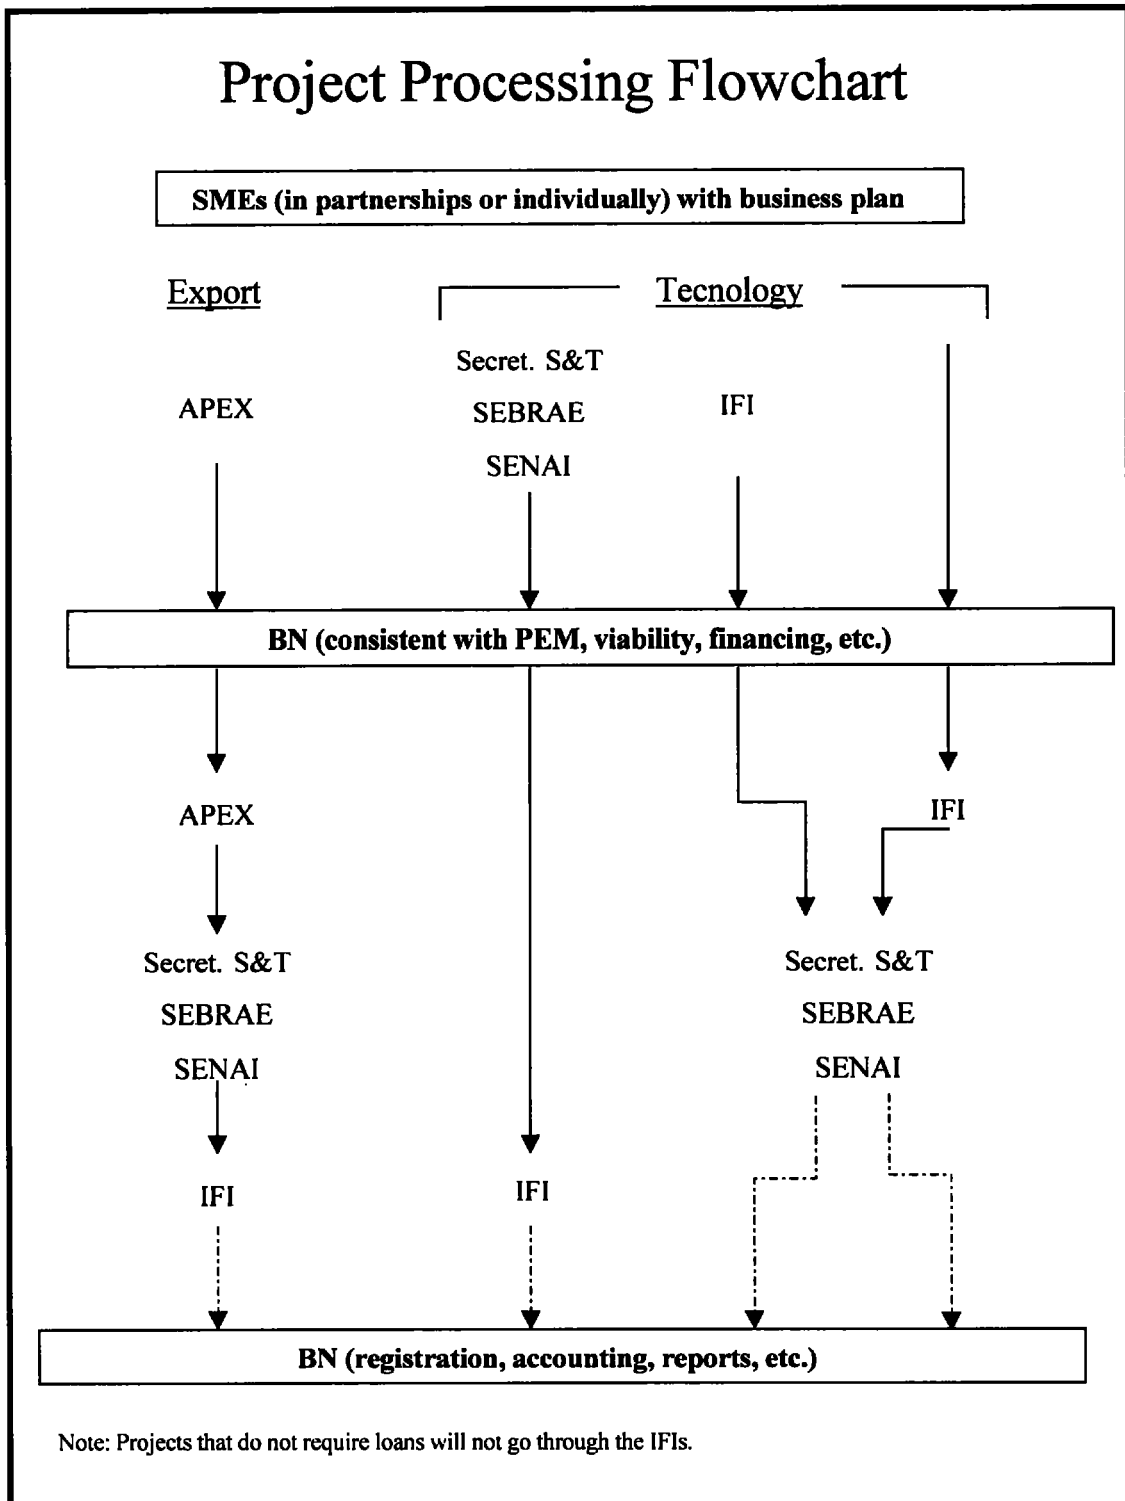 Project Processing Flowchart
SMEs (in partnerships or individually) with business plan
Export
Tecnology
Secret. S&T
APEX
SEBRAE
IFI
SENAI
BN (consistent with PEM, viability, financing, etc.)
APEX
IFI
Secret. S&T
Secret. S&T
SEBRAE
SEBRAE
SENAI
SENAI
IFI
IFI
BN (registration, accounting, reports, etc.)
Note: Projects that do not require loans will not go through the IFIs.